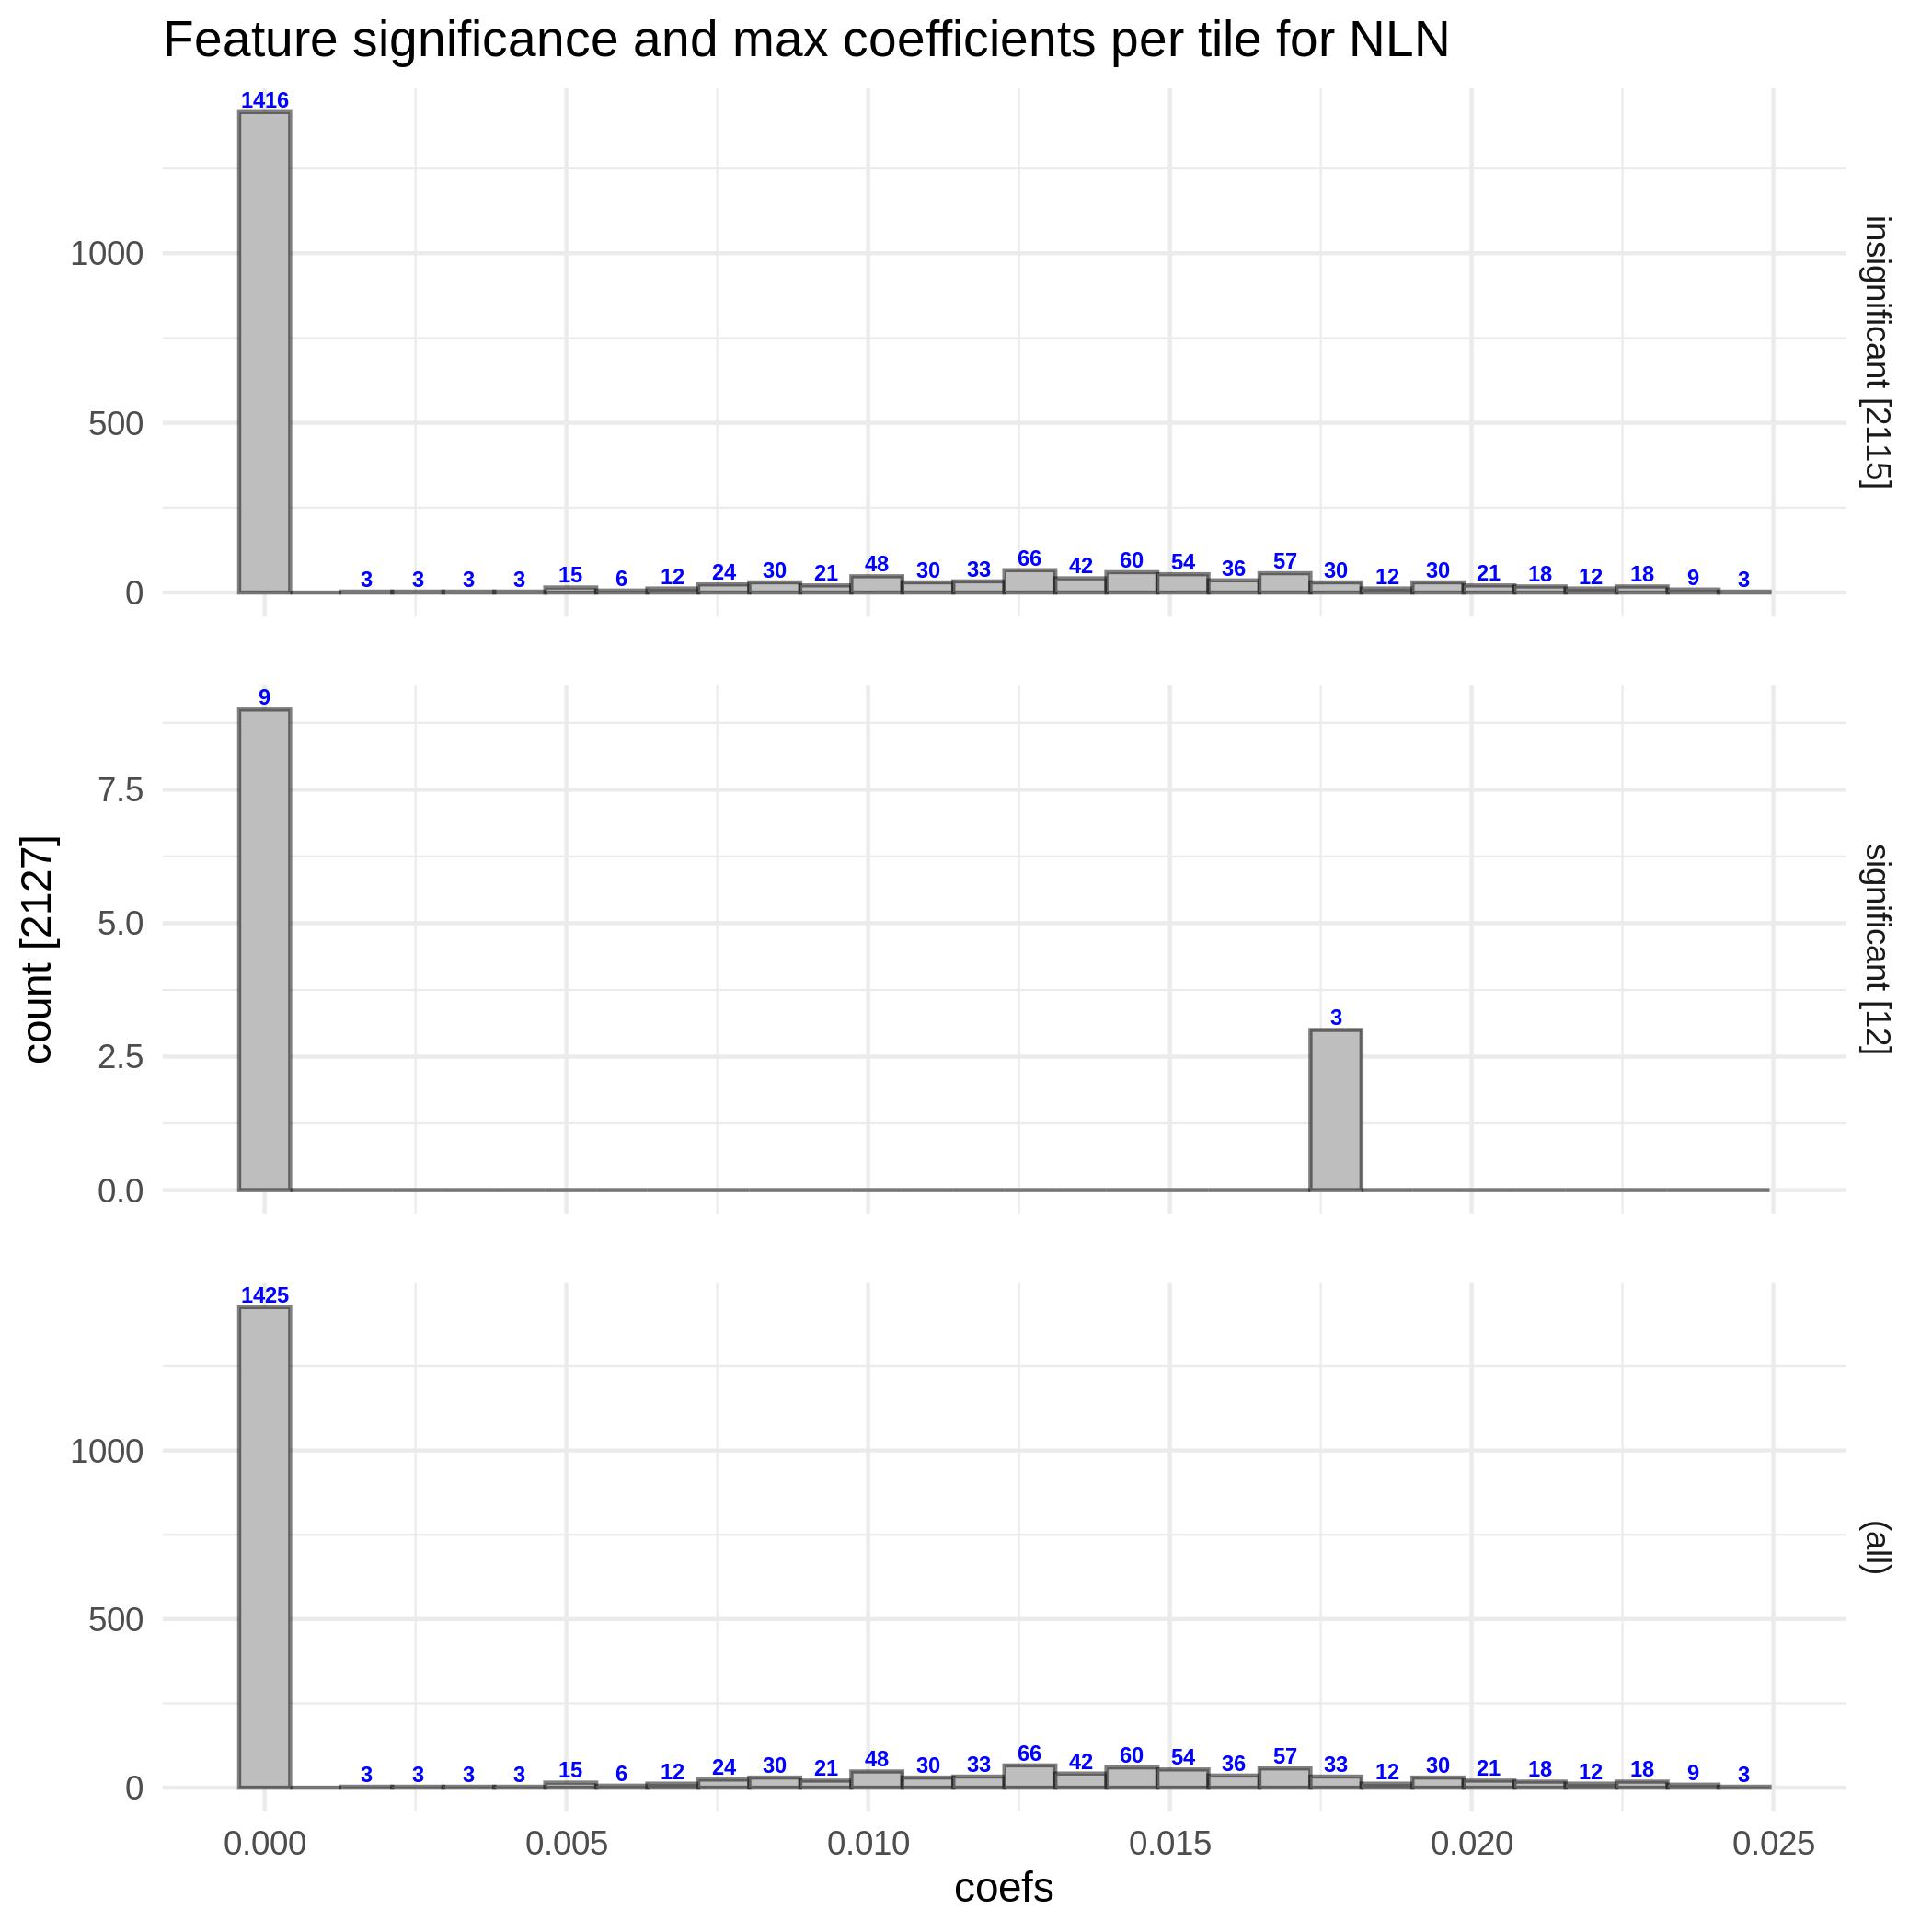 Feature significance and max coefficients per tile for NLN
count [2127]
1416
3 3 3 3 15 6 12 24 30 21 48 30 33 66 42 60 54 36 57 30 12 30 21 18 12 18 9 3
1000
500
0
insignificant [2115]
9
3
7.5
5.0
2.5
0.0
significant [12]
1425
3 3 3 3 15 6 12 24 30 21 48 30 33 66 42 60 54 36 57 33 12 30 21 18 12 18 9 3
1000
500
0
(all)
0.000 0.005 0.010 0.015 0.020 0.025
coefs